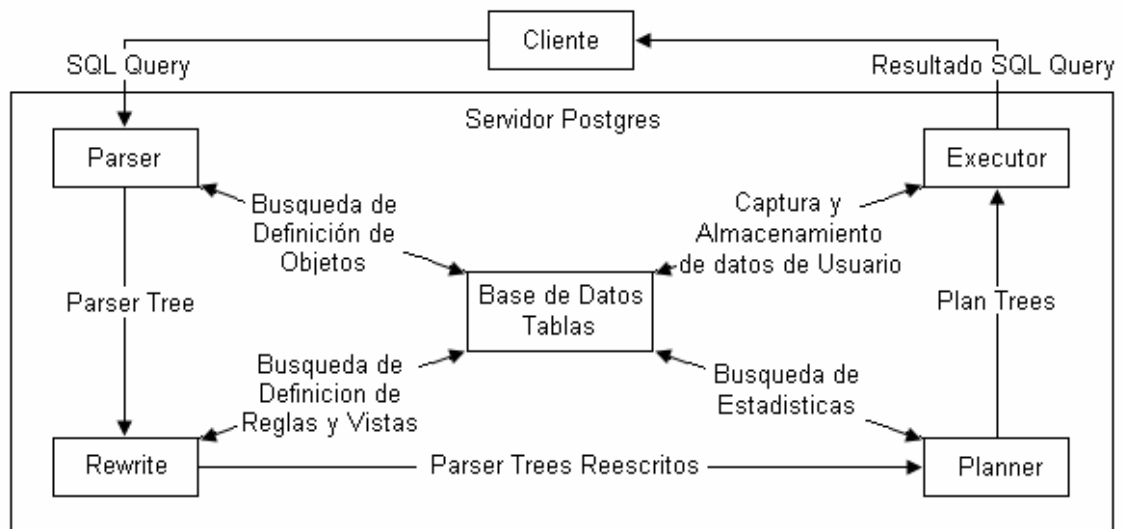 Cliente
SQL Query
Resultado SQL Query
Servidor Postgres
Parser
Executor
Busqueda de
Definición de
Objetos
Captura y
Almacenamiento
de datos de Usuario
Parser Tree
Base de Datos
Tablas
Plan Trees
Busqueda de
Definicion de
Reglas y Vistas
Busqueda de
Estadisticas
Rewrite
Parser Trees Reescritos
Planner